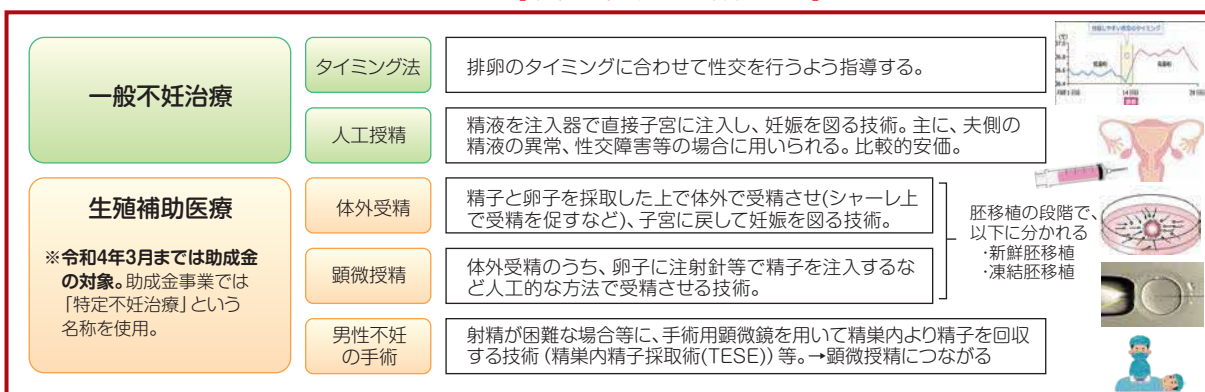 一般不妊治療
タイミング法
排卵のタイミングに合わせて性交を行うよう指導する。
人工授精
精液を注入器で直接子宮に注入し、妊娠を図る技術。主に、夫側の
精液の異常、性交障害等の場合に用いられる。比較的安価。
生殖補助医療
※令和4年3月までは助成金
の対象。助成金事業では
「特定不妊治療」という
名称を使用。
体外受精
精子と卵子を採取した上で体外で受精させ(シャーレ上
で受精を促すなど)、子宮に戻して妊娠を図る技術。
顕微授精
体外受精のうち、卵子に注射針等で精子を注入するな
ど人工的な方法で受精させる技術。
男性不妊
の手術
射精が困難な場合等に、手術用顕微鏡を用いて精巣内より精子を回収
する技術(精巣内精子採取術(TESE))等。→顕微授精につながる
胚移植の段階で、
以下に分かれる
・新鮮胚移植
・凍結胚移植